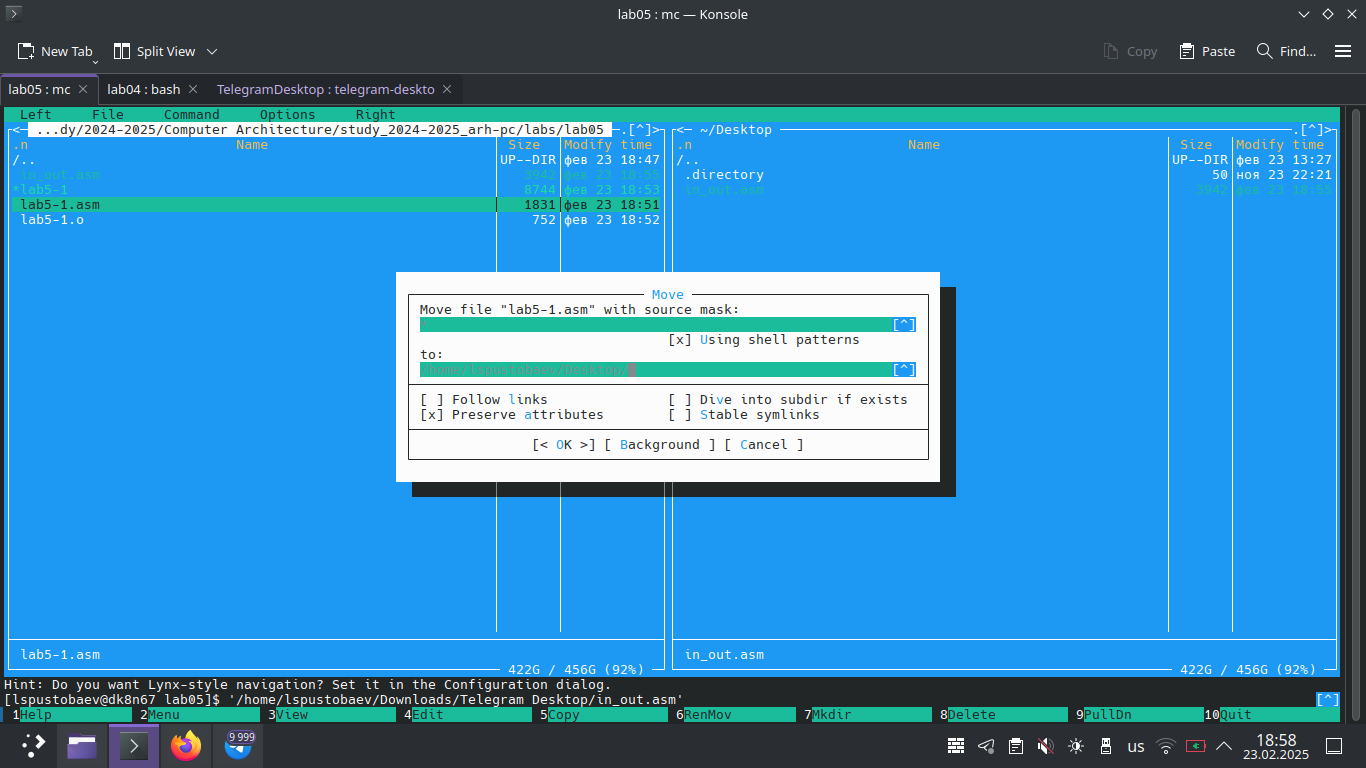 lab05 : mc — Konsole
New Tab Split View Copy Paste Find...
lab05 : mc lab04 : bash TelegramDesktop : telegram-deskto
Left File Command Options Right
<─ ...dy/2024-2025/Computer Architecture/study_2024-2025_arh-pc/labs/lab05 ─.[^]> <─ ~/Desktop ─.[^]>
.n Name Size Modify time .n Name Size Modify time
/.. UP--DIR фев 23 18:47 /.. UP--DIR фев 23 13:27
in_out.asm 3942 фев 23 18:55 .directory 50 ноя 23 22:21
*lab5-1 8744 фев 23 18:53 in_out.asm 3942 фев 23 18:55
lab5-1.asm 1831 фев 23 18:51
lab5-1.o 752 фев 23 18:52
Move
Move file "lab5-1.asm" with source mask:
* [^]
[x] Using shell patterns
to:
/home/lspustobaev/Desktop/ [^]
[ ] Follow links [ ] Dive into subdir if exists
[x] Preserve attributes [ ] Stable symlinks
[< OK >] [ Background ] [ Cancel ]
lab5-1.asm in_out.asm
422G / 456G (92%) 422G / 456G (92%)
Hint: Do you want Lynx-style navigation? Set it in the Configuration dialog.
[lspustobaev@dk8n67 lab05]$ '/home/lspustobaev/Downloads/Telegram Desktop/in_out.asm' [^]
1Help 2Menu 3View 4Edit 5Copy 6RenMov 7Mkdir 8Delete 9PullDn 10Quit
9 999
us
18:58
23.02.2025